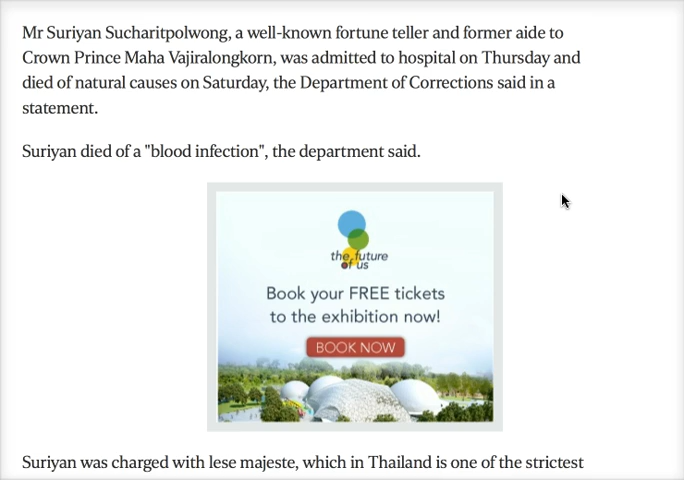 Mr Suriyan Sucharitpolwong, a well-known fortune teller and former aide to
Crown Prince Maha Vajiralongkorn, was admitted to hospital on Thursday and
died of natural causes on Saturday, the Department of Corrections said in a
statement.
Suriyan died of a "blood infection", the department said.
the future
of us
Book your FREE tickets
to the exhibition now!
BOOK NOW
Suriyan was charged with lese majeste, which in Thailand is one of the strictest